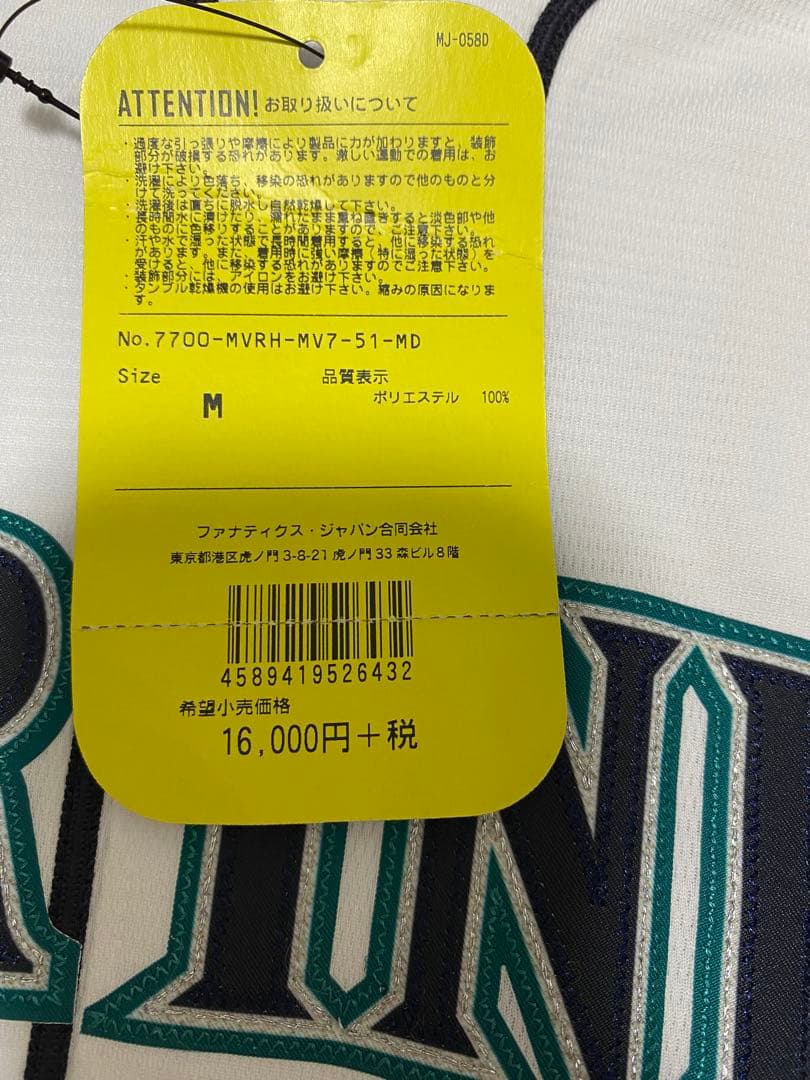 MJ-058D
ATTENTION! お取り扱いについて
・過度な引っ張りや摩擦により製品に力が加わりますと、装飾
部分が破損する恐れがあります。激しい運動での着用は、お
避け下さい。
・洗濯により色落ち、移染の恐れがありますので他のものと分
けて洗ってください。
・洗濯後は直ちに脱水し自然乾燥して下さい。
・長時間水に漬けたり、濡れたまま重ね置きすると淡色部や他
のものに色移りすることがありますので、ご注意下さい。
・汗や水で湿った状態で長時間着用すると、他に移染する恐れ
があります。また、着用時に強い摩擦(特に湿った状態)を
受けると、他に移染する恐れがありますのでご注意下さい。
・装飾部分には、アイロンをお避け下さい。
・タンブル乾燥機の使用はお避け下さい。縮みの原因になりま
す。
No.7700-MVRH-MV7-51-MD
Size 品質表示
M ポリエステル 100%
ファナティクス・ジャパン合同会社
東京都港区虎ノ門3-8-21 虎ノ門33森ビル8階
4589419526432
希望小売価格
16,000円+税
RIN